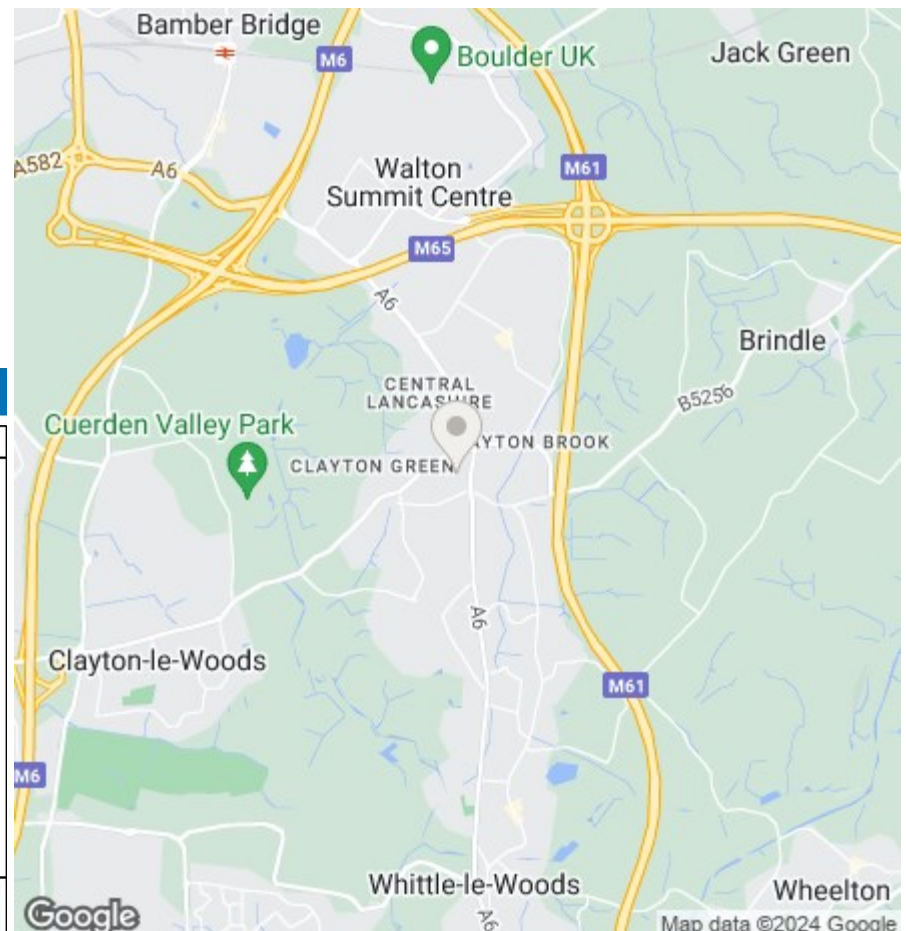 Bamber Bridge
M6
Boulder UK
Jack Green
A582
A6
Walton
Summit Centre
M61
M65
A6
Brindle
CENTRAL
LANCASHIRE
B5256
Cuerden Valley Park
AYTON BROOK
CLAYTON GREEN
A6
Clayton-le-Woods
M61
M6
Whittle-le-Woods
Wheelton
A6
Google
Map data ©2024 Google